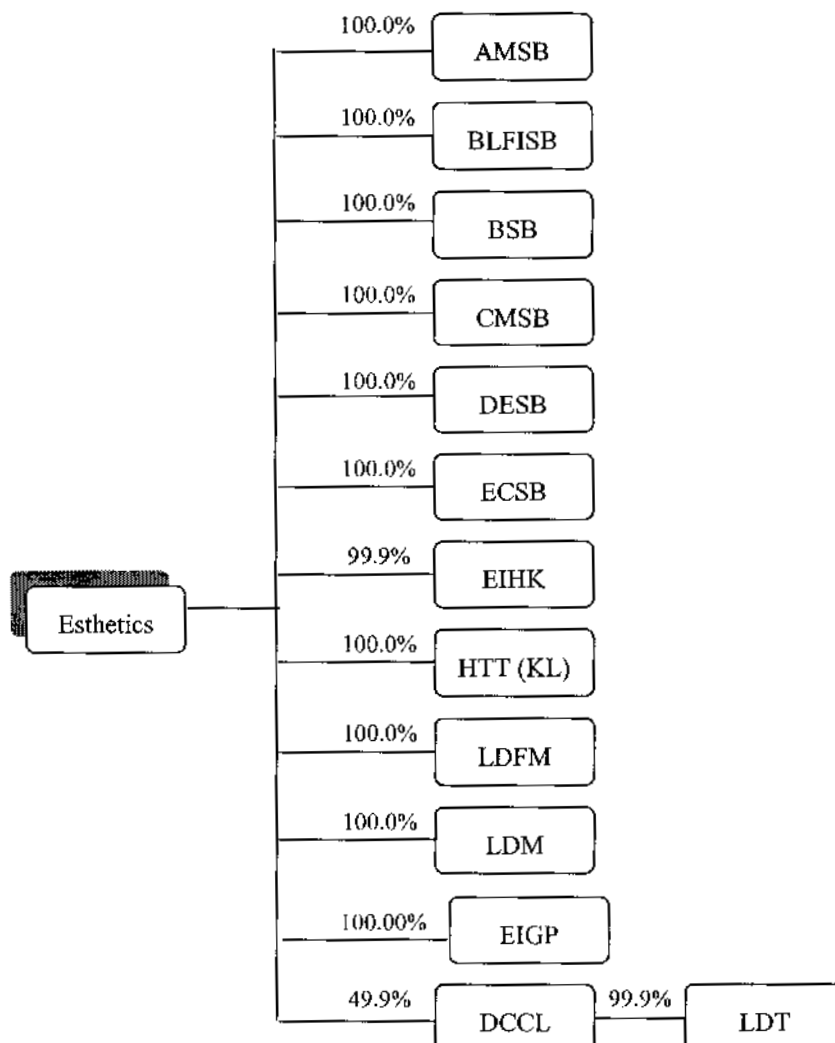 100.0%
AMSB
100.0%
BLFISB
100.0%
BSB
100.0%
CMSB
100.0%
DESB
100.0%
ECSB
99.9%
EIHK
Esthetics
100.0%
HTT (KL)
100.0%
LDFM
100.0%
LDM
100.00%
EIGP
49.9%
DCCL
99.9%
LDT